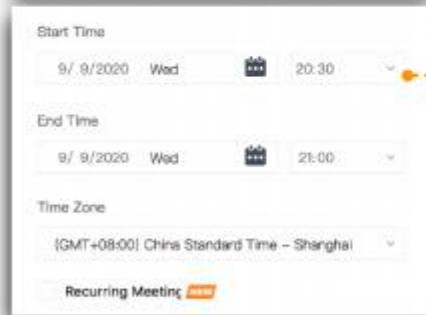 Start Time
9/ 9/2020 Wed 20:30
End Time
9/ 9/2020 Wed 21:00
Time Zone
(GMT+08:00) China Standard Time – Shanghai
Recurring Meeting NEW